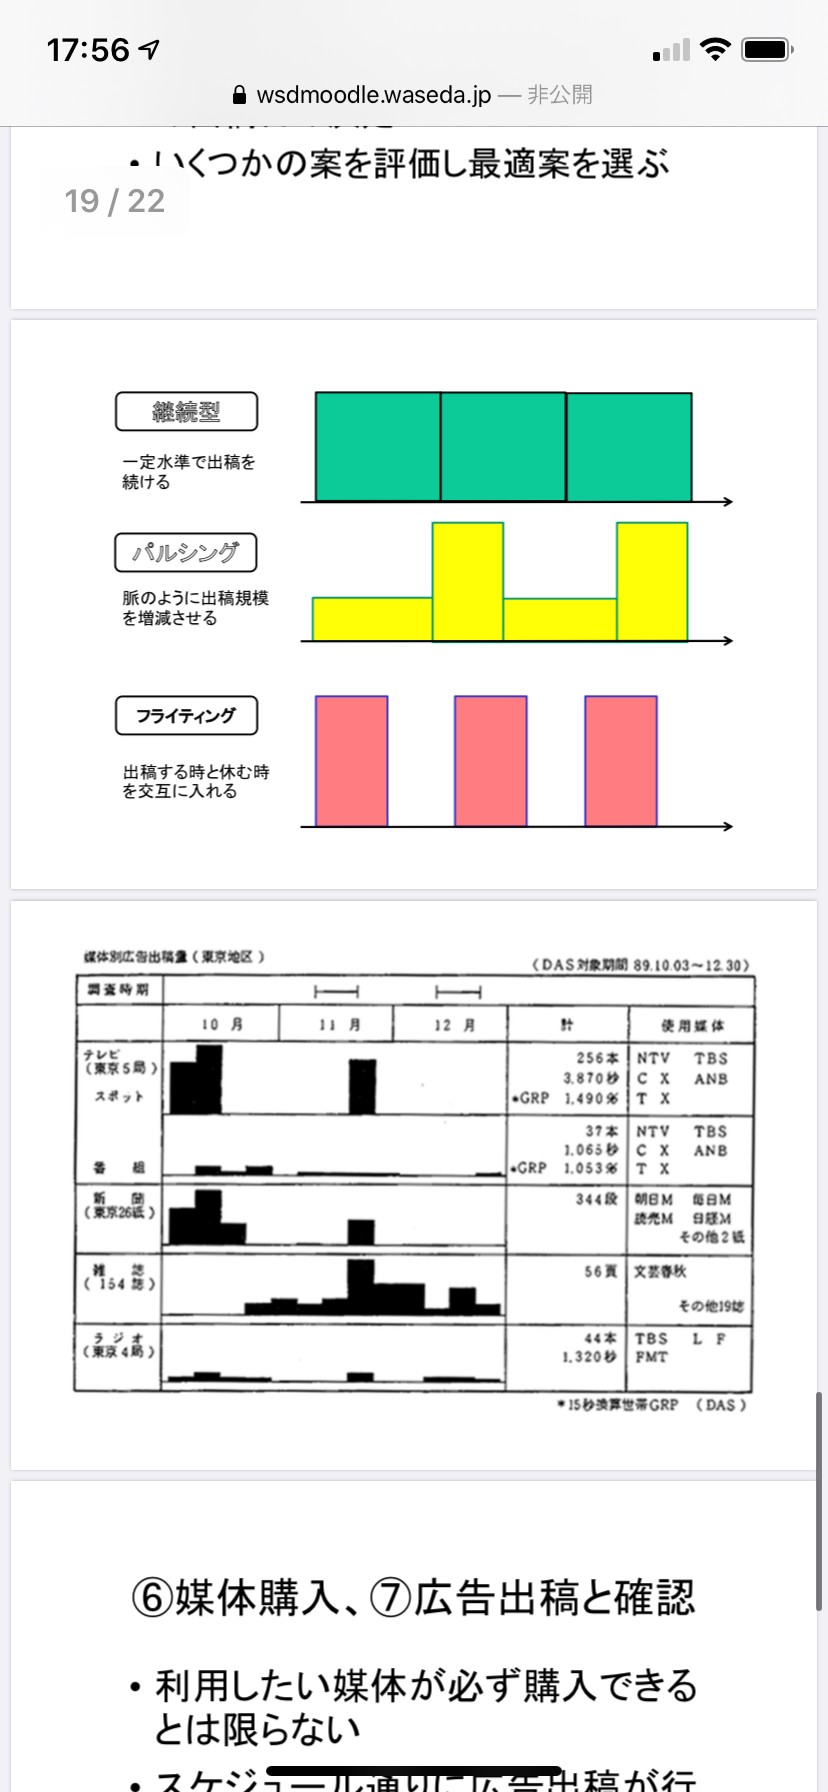 17:56
wsdmoodle.waseda.jp — 非公開
• いくつかの案を評価し最適案を選ぶ
19 / 22
継続型
一定水準で出稿を
続ける
パルシング
脈のように出稿規模
を増減させる
フライティング
出稿する時と休む時
を交互に入れる
媒体別広告出稿量（東京地区）
（DAS対象期間 89.10.03～12.30）
調査時期
10 月 11 月 12 月 計 使用媒体
テレビ
（東京5局）
スポット
256本 NTV TBS
3,870秒 C X ANB
*GRP 1,490% T X
番 組
37本 NTV TBS
1,065秒 C X ANB
*GRP 1,053% T X
新 聞
（東京26紙）
344段 朝日M 毎日M
読売M 日経M
その他2紙
雑 誌
（154誌）
56頁 文芸春秋
その他19誌
ラジオ
（東京4局）
44本 TBS L F
1,320秒 FMT
*15秒換算世帯GRP （DAS）
⑥媒体購入、⑦広告出稿と確認
• 利用したい媒体が必ず購入できる
とは限らない
• スケジュール通りに広告出稿が行